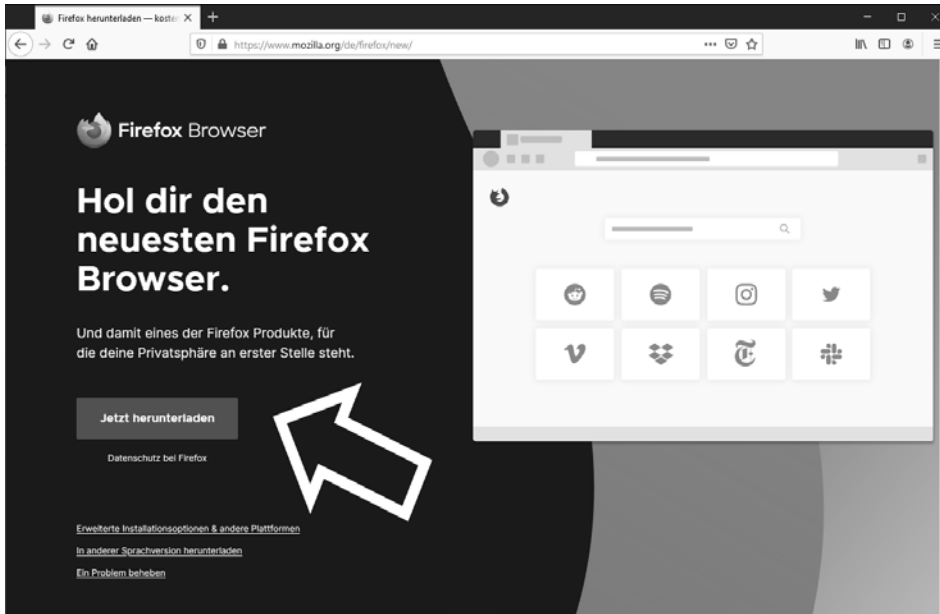 Firefox herunterladen — kosten
https://www.mozilla.org/de/firefox/new/
Firefox Browser
Hol dir den
neuesten Firefox
Browser.
Und damit eines der Firefox Produkte, für
die deine Privatsphäre an erster Stelle steht.
Jetzt herunterladen
Datenschutz bei Firefox
Erweiterte Installationsoptionen & andere Plattformen
In anderer Sprachversion herunterladen
Ein Problem beheben